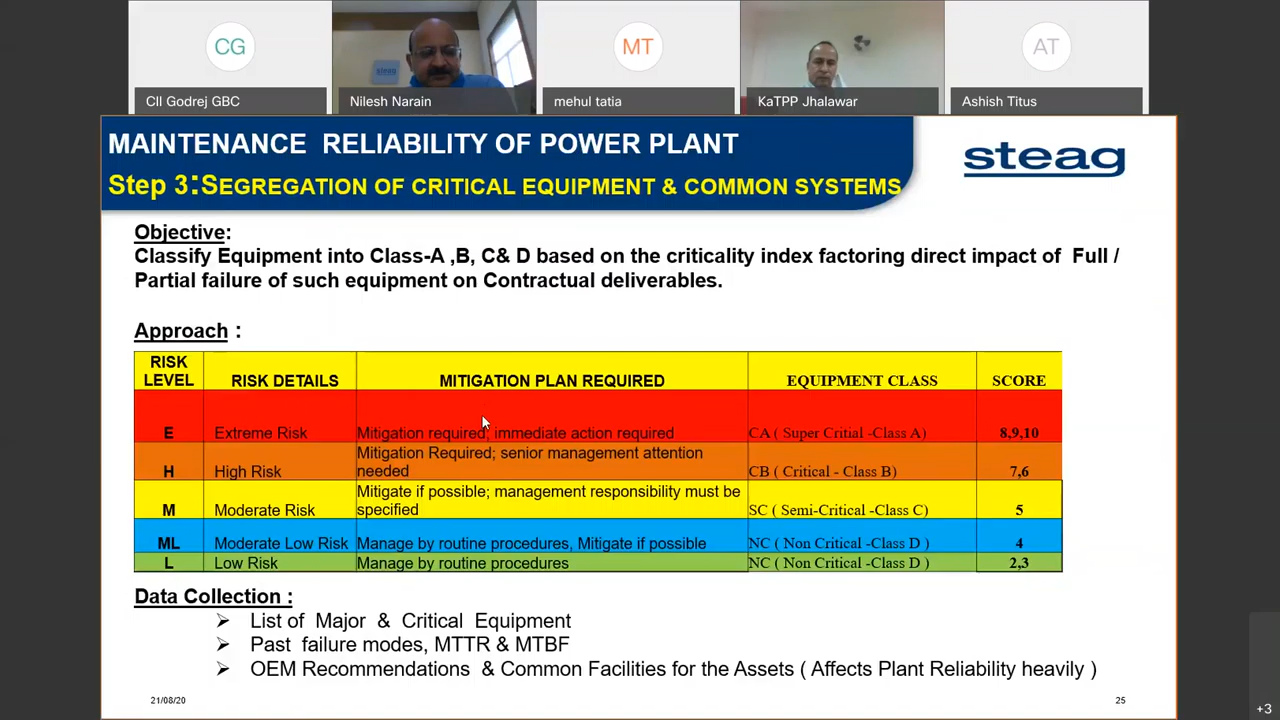 CG
MT
AT
steag
CII Godrej GBC
Nilesh Narain
mehul tatia
KaTPP Jhalawar
Ashish Titus
MAINTENANCE RELIABILITY OF POWER PLANT
Step 3:SEGREGATION OF CRITICAL EQUIPMENT & COMMON SYSTEMS
steag
Objective:
Classify Equipment into Class-A ,B, C& D based on the criticality index factoring direct impact of Full /
Partial failure of such equipment on Contractual deliverables.
Approach :
RISK LEVEL RISK DETAILS MITIGATION PLAN REQUIRED EQUIPMENT CLASS SCORE
E Extreme Risk Mitigation required; immediate action required CA ( Super Critial -Class A) 8,9,10
H High Risk Mitigation Required; senior management attention needed CB ( Critical - Class B) 7,6
M Moderate Risk Mitigate if possible; management responsibility must be specified SC ( Semi-Critical -Class C) 5
ML Moderate Low Risk Manage by routine procedures, Mitigate if possible NC ( Non Critical -Class D ) 4
L Low Risk Manage by routine procedures NC ( Non Critical -Class D ) 2,3
Data Collection :
List of Major & Critical Equipment
Past failure modes, MTTR & MTBF
OEM Recommendations & Common Facilities for the Assets ( Affects Plant Reliability heavily )
21/08/20
25
+3